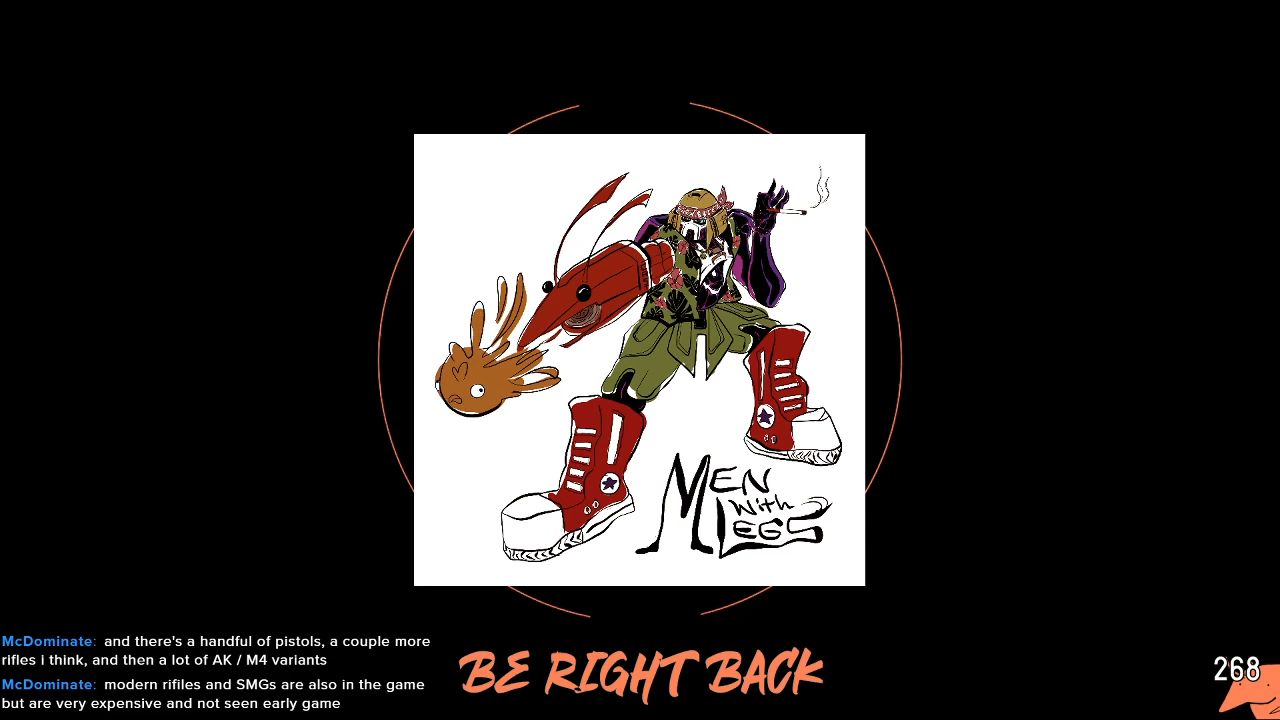 MEN
With
LEGS
McDominate: and there's a handful of pistols, a couple more
rifles i think, and then a lot of AK / M4 variants
McDominate: modern rifiles and SMGs are also in the game
but are very expensive and not seen early game
BE RIGHT BACK
268